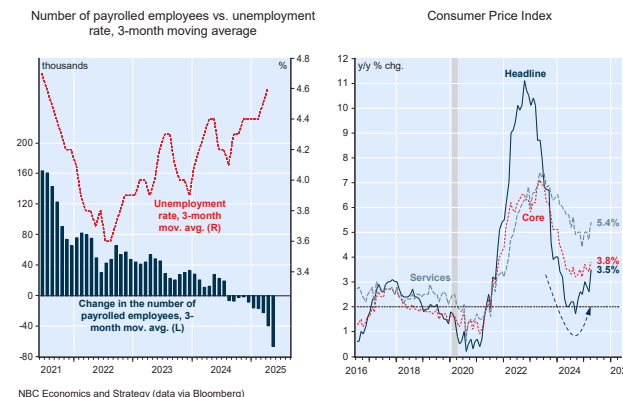 Number of payrolled employees vs. unemployment
rate, 3-month moving average
thousands
%
4.8
4.6
4.4
4.2
4.0
3.8
3.6
3.4
200
160
120
80
40
0
-40
-80
Unemployment
rate, 3-month
mov. avg. (R)
Change in the number of
payrolled employees, 3-
month mov. avg. (L)
2021 2022 2023 2024 2025
Consumer Price Index
y/y % chg.
12
11
10
9
8
7
6
5
4
3
2
1
0
Headline
Core
Services
5.4%
3.8%
3.5%
2016 2018 2020 2022 2024
NBC Economics and Strategy (data via Bloomberg)